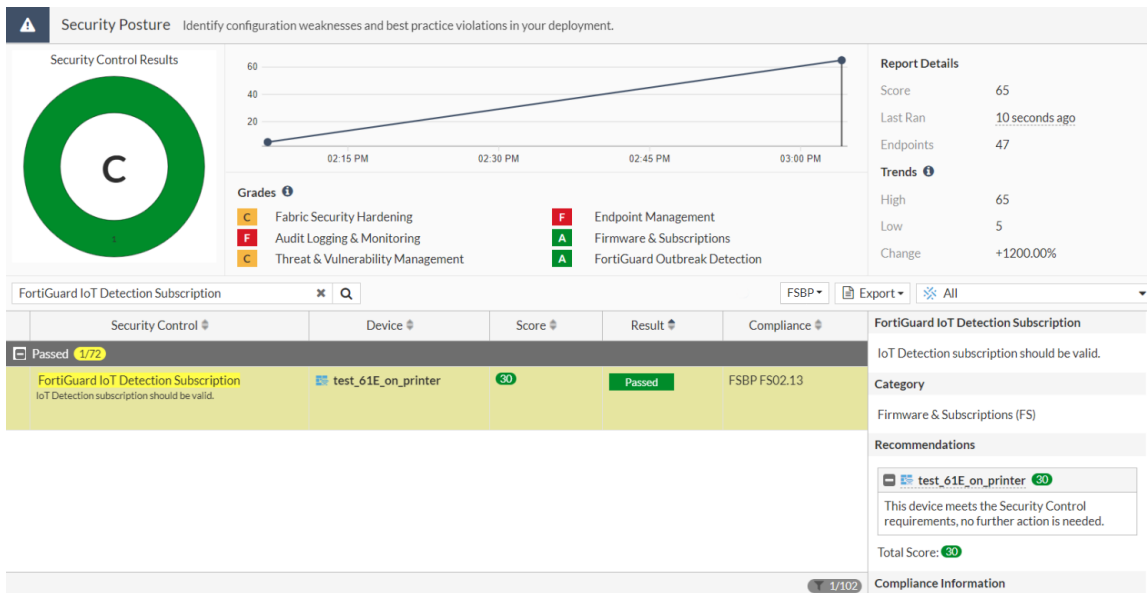 Security Posture Identify configuration weaknesses and best practice violations in your deployment.
Security Control Results
C
1
60
40
20
02:15 PM 02:30 PM 02:45 PM 03:00 PM
Grades
C Fabric Security Hardening
F Audit Logging & Monitoring
C Threat & Vulnerability Management
F Endpoint Management
A Firmware & Subscriptions
A FortiGuard Outbreak Detection
Report Details
Score 65
Last Ran 10 seconds ago
Endpoints 47
Trends
High 65
Low 5
Change +1200.00%
FortiGuard IoT Detection Subscription
FSBP Export All
Security Control Device Score Result Compliance
Passed 1/72
FortiGuard IoT Detection Subscription test_61E_on_printer 30 Passed FSBP FS02.13
IoT Detection subscription should be valid.
1/102
FortiGuard IoT Detection Subscription
IoT Detection subscription should be valid.
Category
Firmware & Subscriptions (FS)
Recommendations
test_61E_on_printer 30
This device meets the Security Control
requirements, no further action is needed.
Total Score: 30
Compliance Information